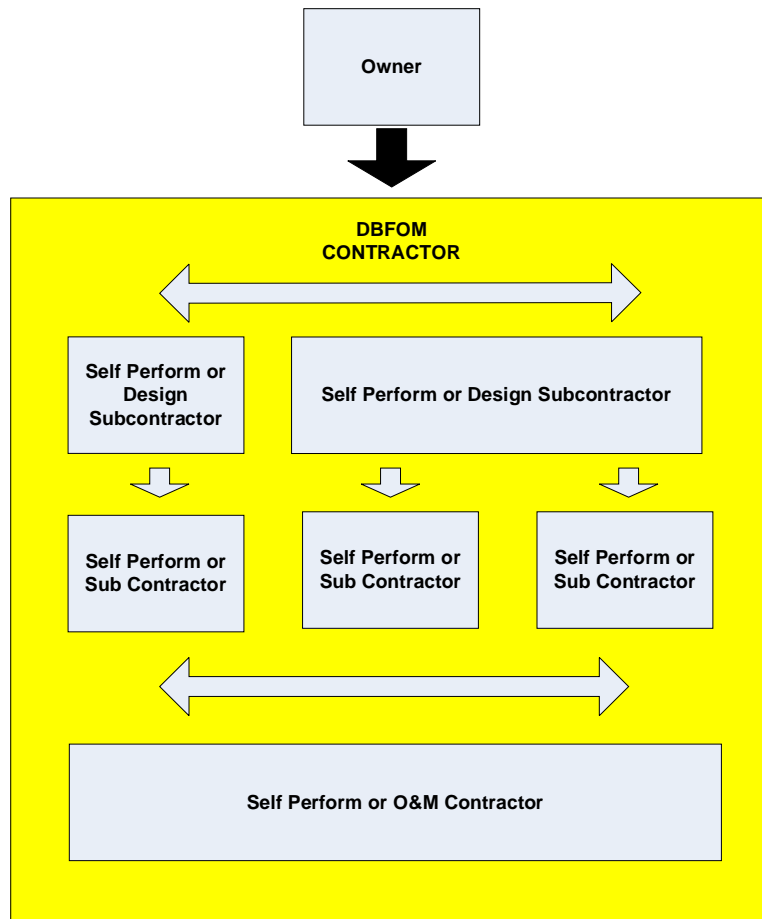 Owner
DBFOM
CONTRACTOR
Self Perform or
Design
Subcontractor
Self Perform or Design Subcontractor
Self Perform or
Sub Contractor
Self Perform or
Sub Contractor
Self Perform or
Sub Contractor
Self Perform or O&M Contractor